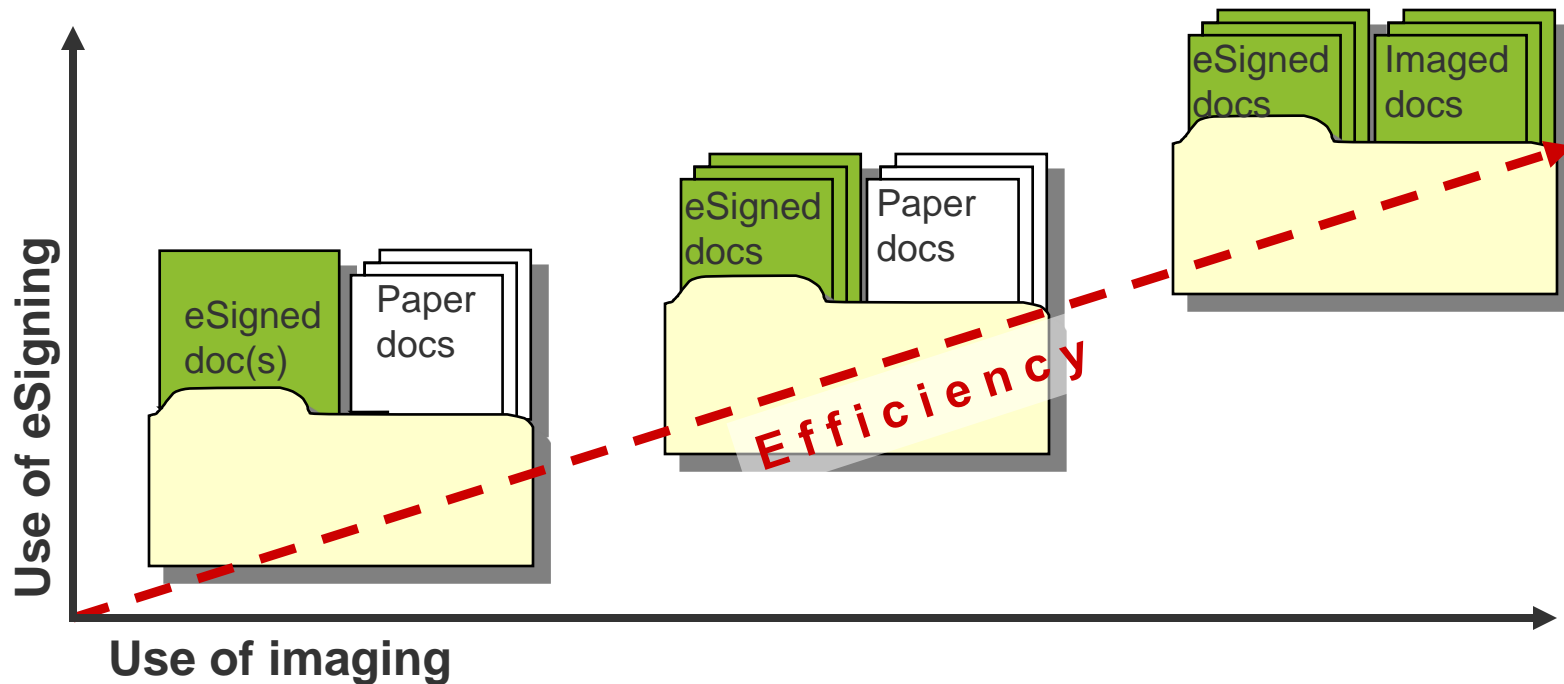 eSigned
docs
Imaged
docs
eSigned
docs
Paper
docs
eSigned
doc(s)
Paper
docs
Efficiency
Use of eSigning
Use of imaging